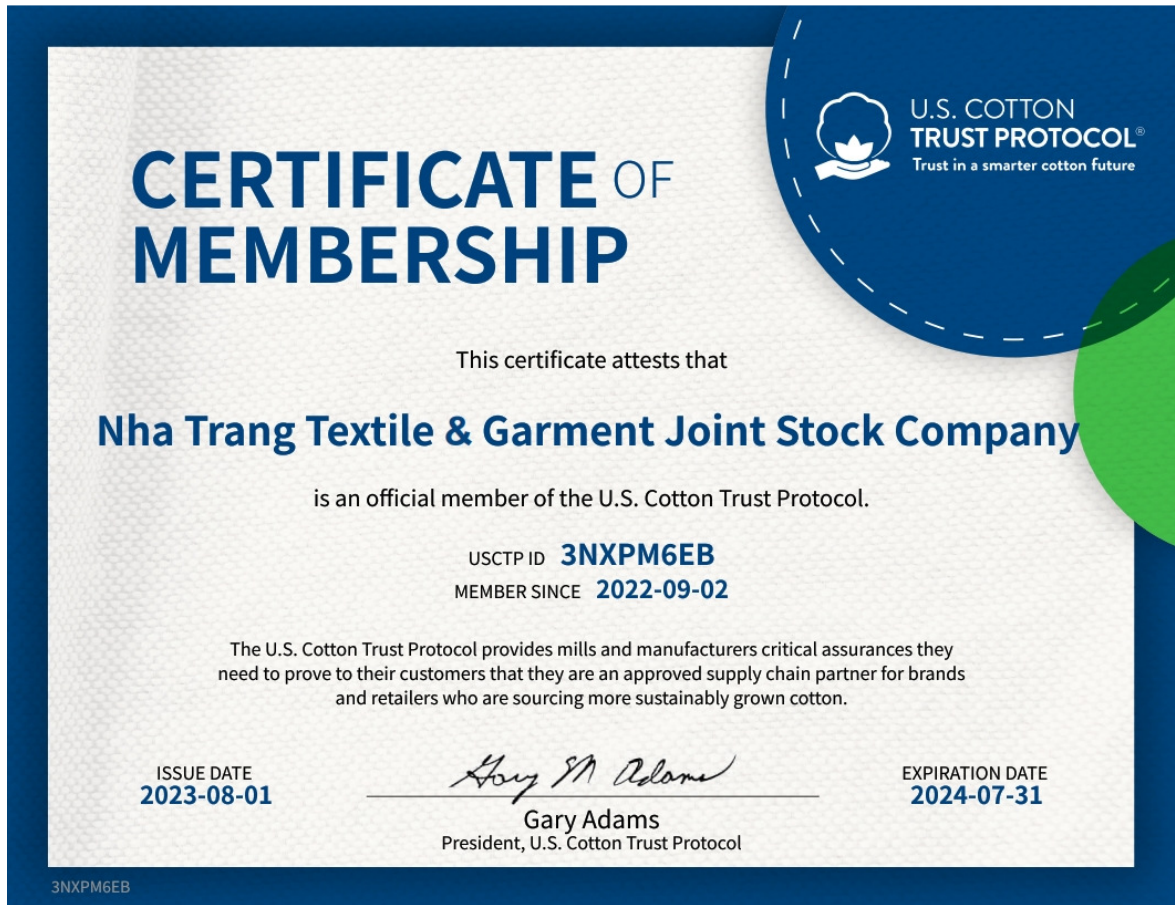 U.S. COTTON
TRUST PROTOCOL®
Trust in a smarter cotton future
CERTIFICATE OF
MEMBERSHIP
This certificate attests that
Nha Trang Textile & Garment Joint Stock Company
is an official member of the U.S. Cotton Trust Protocol.
USCTP ID 3NXPM6EB
MEMBER SINCE 2022-09-02
The U.S. Cotton Trust Protocol provides mills and manufacturers critical assurances they
need to prove to their customers that they are an approved supply chain partner for brands
and retailers who are sourcing more sustainably grown cotton.
ISSUE DATE
2023-08-01
Gary M Adams
Gary Adams
President, U.S. Cotton Trust Protocol
EXPIRATION DATE
2024-07-31
3NXPM6EB